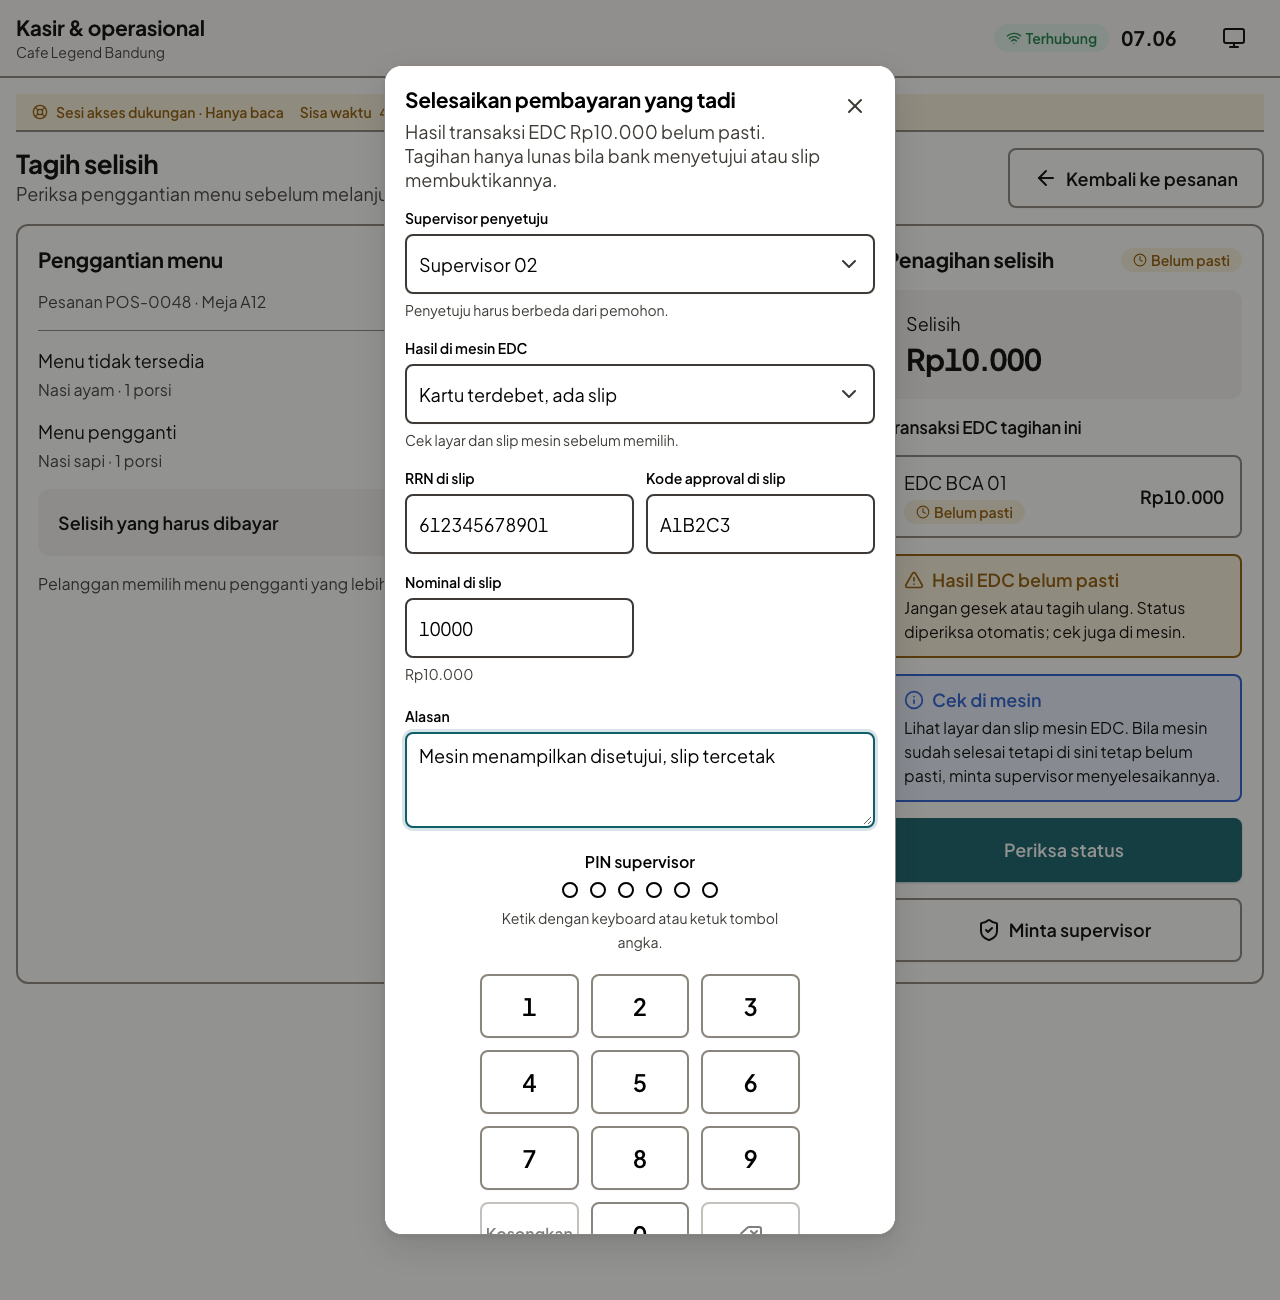 Kasir & operasional
Cafe Legend Bandung
Terhubung
07.06
Sesi akses dukungan · Hanya baca
Sisa waktu
Tagih selisih
Periksa penggantian menu sebelum
Kembali ke pesanan
Penggantian menu
Pesanan POS-0048 · Meja A12
Menu tidak tersedia
Nasi ayam · 1 porsi
Menu pengganti
Nasi sapi · 1 porsi
Selisih yang harus dibayar
Pelanggan memilih menu pengganti yang
Selesaikan pembayaran yang tadi
Hasil transaksi EDC Rp10.000 belum pasti.
Tagihan hanya lunas bila bank menyetujui atau slip
membuktikannya.
Supervisor penyetuju
Supervisor 02
Penyetuju harus berbeda dari pemohon.
Hasil di mesin EDC
Kartu terdebet, ada slip
Cek layar dan slip mesin sebelum memilih.
RRN di slip
Kode approval di slip
612345678901
A1B2C3
Nominal di slip
10000
Rp10.000
Alasan
Mesin menampilkan disetujui, slip tercetak
PIN supervisor
Ketik dengan keyboard atau ketuk tombol
angka.
1
2
3
4
5
6
7
8
9
Kosongkan
0
Penagihan selisih
Belum pasti
Selisih
Rp10.000
EDC tagihan ini
EDC BCA 01
Belum pasti
Rp10.000
Hasil EDC belum pasti
Jangan gesek atau tagih ulang. Status
diperiksa otomatis; cek juga di mesin.
Cek di mesin
Lihat layar dan slip mesin EDC. Bila mesin
sudah selesai tetapi di sini tetap belum
pasti, minta supervisor menyelesaikannya.
Periksa status
Minta supervisor